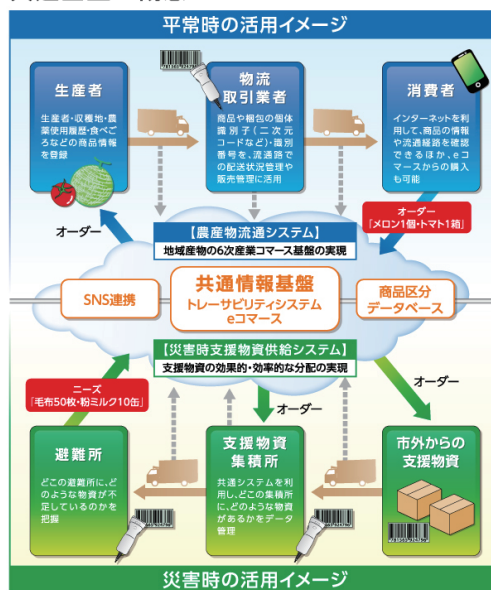 平常時の活用イメージ
生産者
生産者・収穫地・農
薬使用履歴・食べご
ろなどの商品情報
を登録
物流
取引業者
商品や梱包の個体
識別子(二次元
コードなど)・識別
番号を、流通路で
の配送状況管理や
販売管理に活用
消費者
インターネットを利
用して、商品の情報
や流通経路を確認
できるほか、eコ
マースからの購入
も可能
オーダー
オーダー
「メロン1個・トマト1箱」
【農産物流通システム】
地域産物の6次産業コマース基盤の実現
SNS連携
共通情報基盤
トレーサビリティシステム
eコマース
商品区分
データベース
【災害時支援物資供給システム】
支援物資の効果的・効率的な分配の実現
ニーズ
「毛布50枚・粉ミルク10缶」
オーダー
オーダー
避難所
どこの避難所に、ど
のような物資が不
足しているのかを
把握
支援物資
集積所
共通システムを利
用し、どこの集積所
に、どのような物資
があるかをデータ
管理
市外からの
支援物資
災害時の活用イメージ